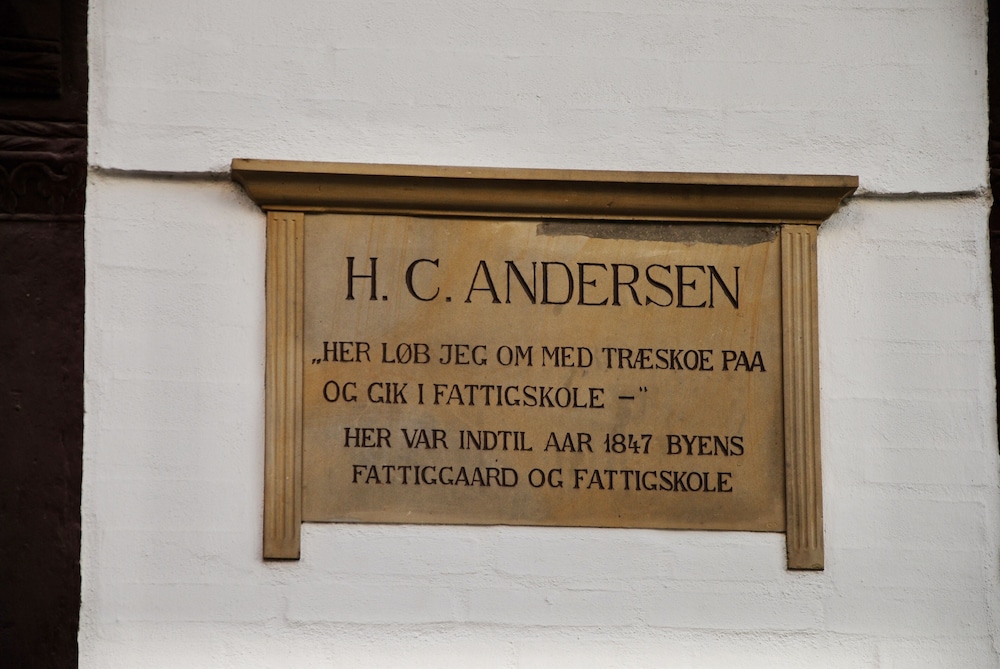 H. C. ANDERSEN
„HER LØB JEG OM MED TRÆSKOE PAA
OG GIK I FATTIGSKOLE –“
HER VAR INDTIL AAR 1847 BYENS
FATTIGGAARD OG FATTIGSKOLE